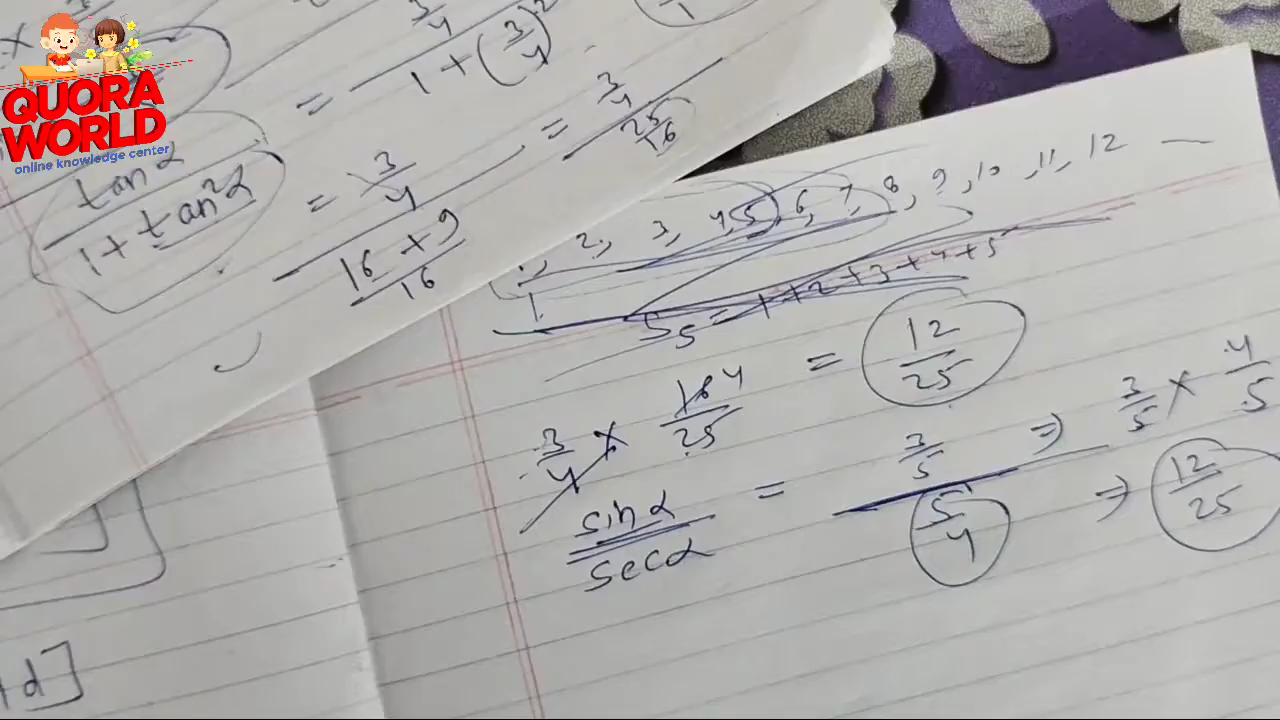 QUORA
WORLD
online knowledge center
= 3/4 / 1 + (3/4)²
tan α / 1 + tan²α
= 3/4 / 16 + 9/16
= 3/4 / 25/16
1, 2, 3, 4, 5, 6, 7, 8, 9, 10, 11, 12 —
S₅ = 1 + 2 + 3 + 4 + 5
3/4 × 16/25 4 = 12/25
sin α / sec α = 3/5 / 5/4 ⇒ 3/5 × 4/5
⇒ 12/25
d]